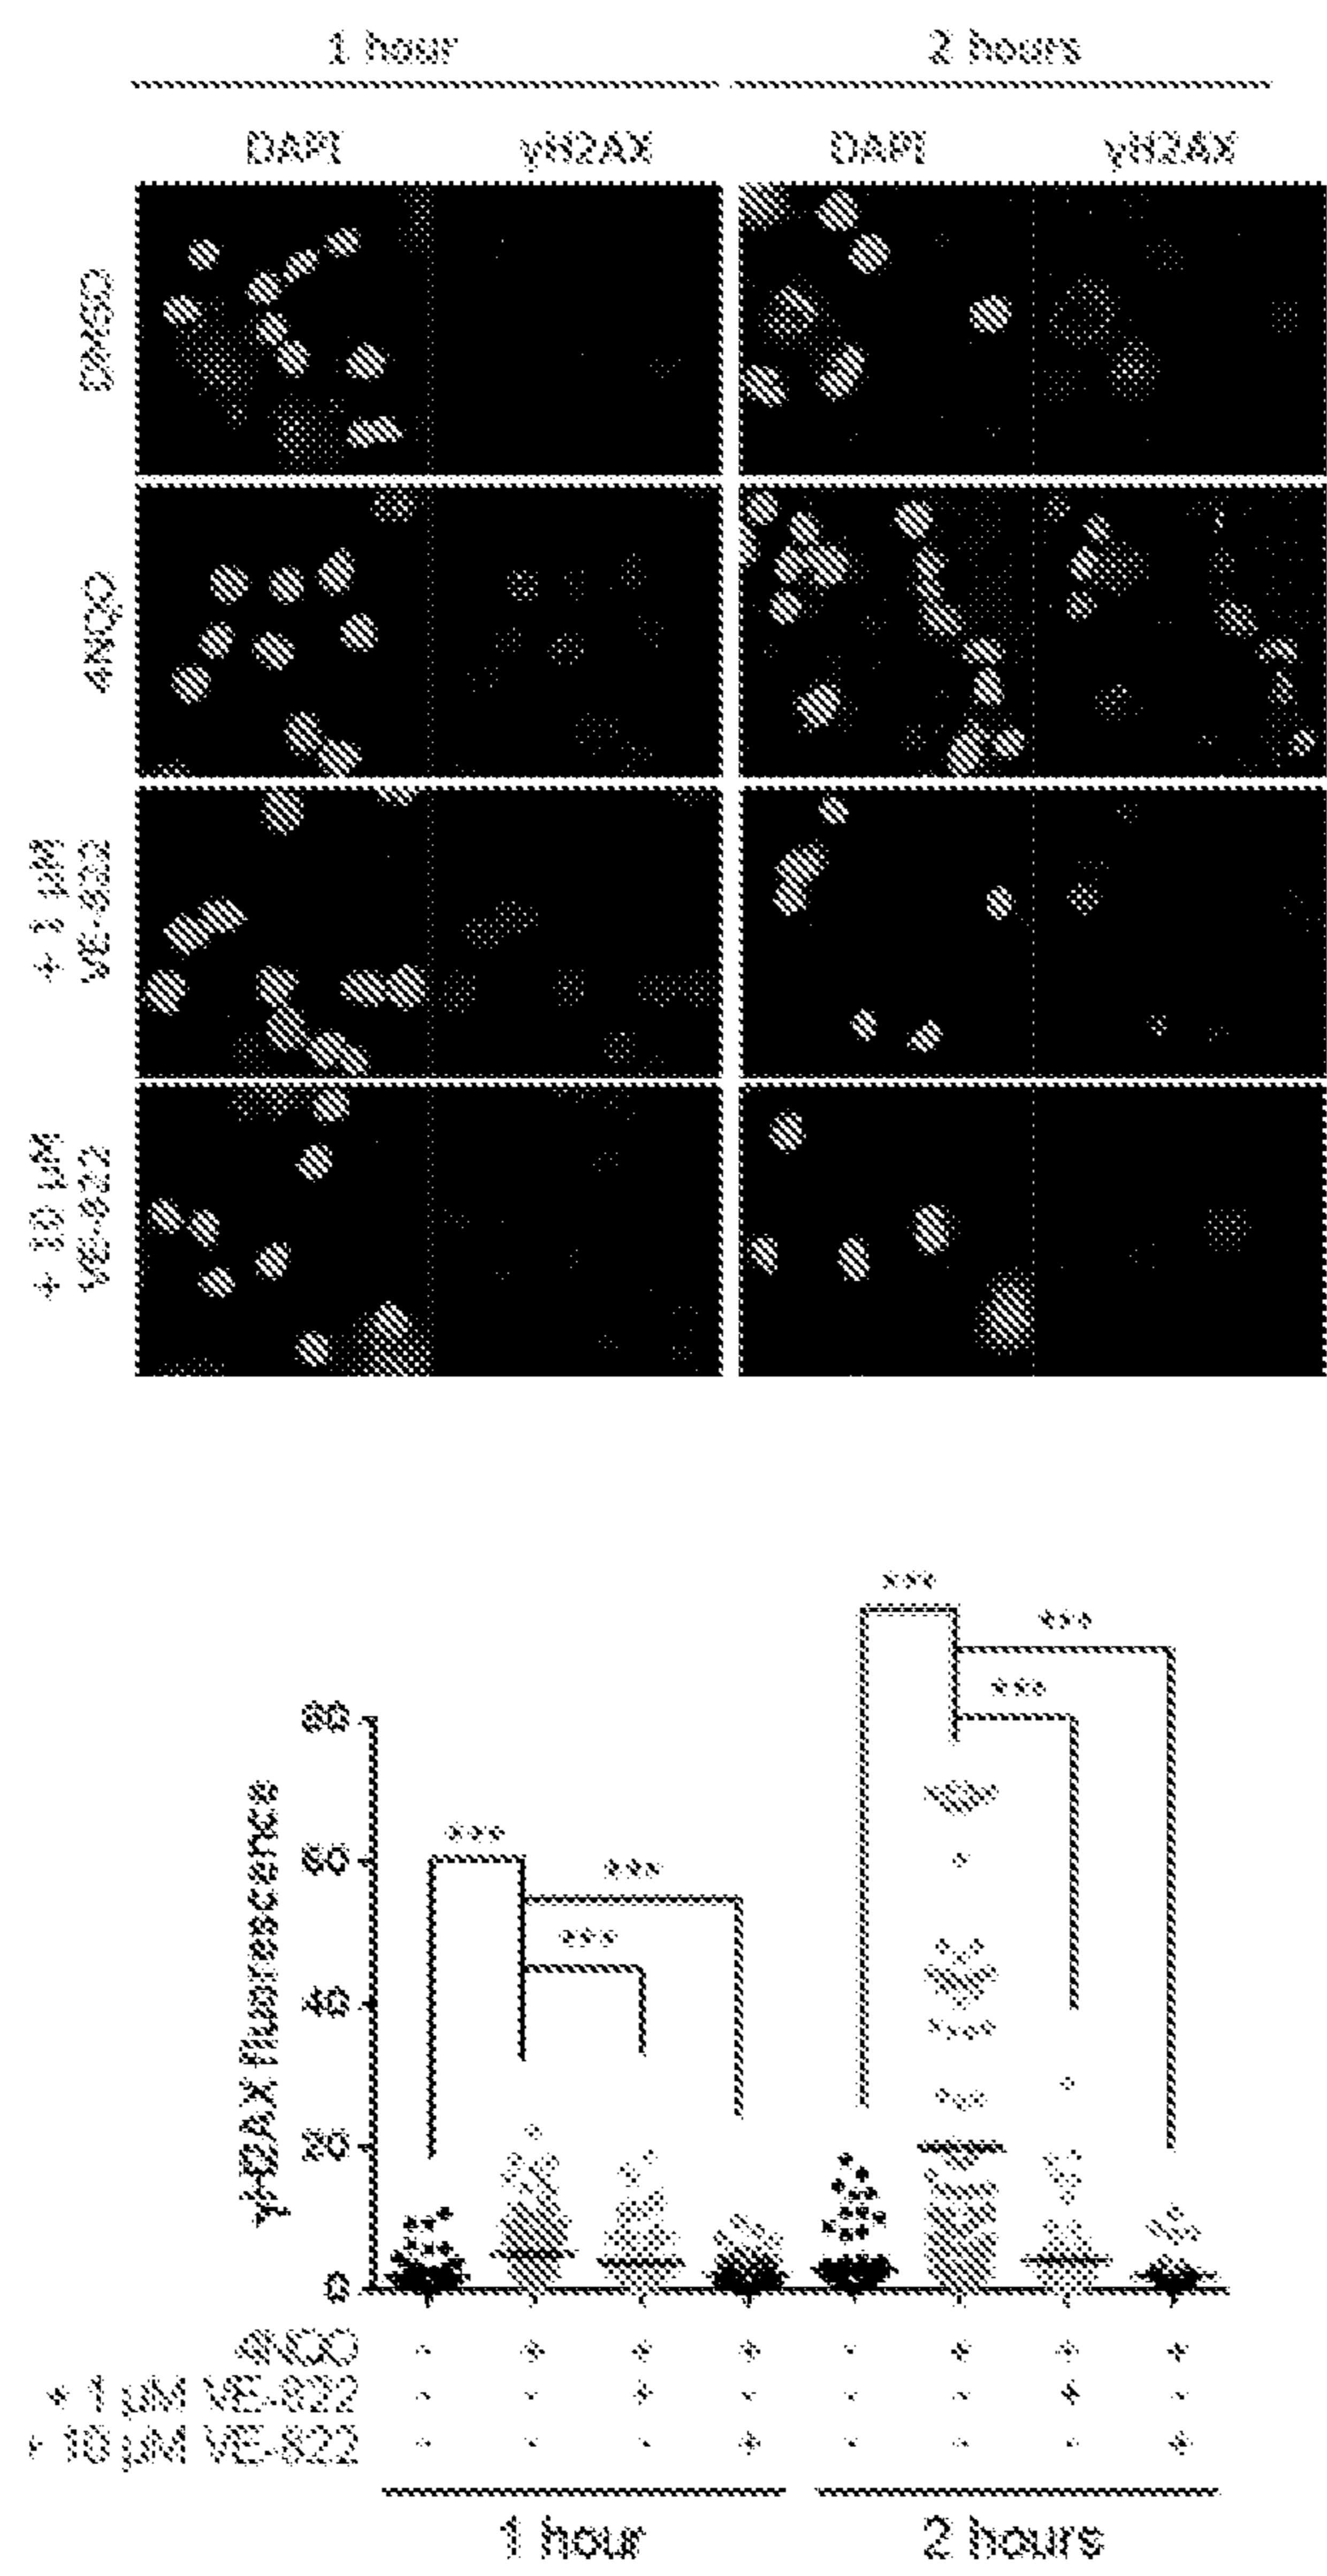 1 hour 2 hours
DAPI γH2AX DAPI γH2AX
DMSO
4NQO
+ 1 µM
VE-822
+ 10 µM
VE-822
***
***
***
80
***
60
***
***
40
20
0
γH2AX fluorescence
4NQO - + + + - + + +
+ 1 µM VE-822 - - + - - - + -
+ 10 µM VE-822 - - - + - - - +
1 hour 2 hours